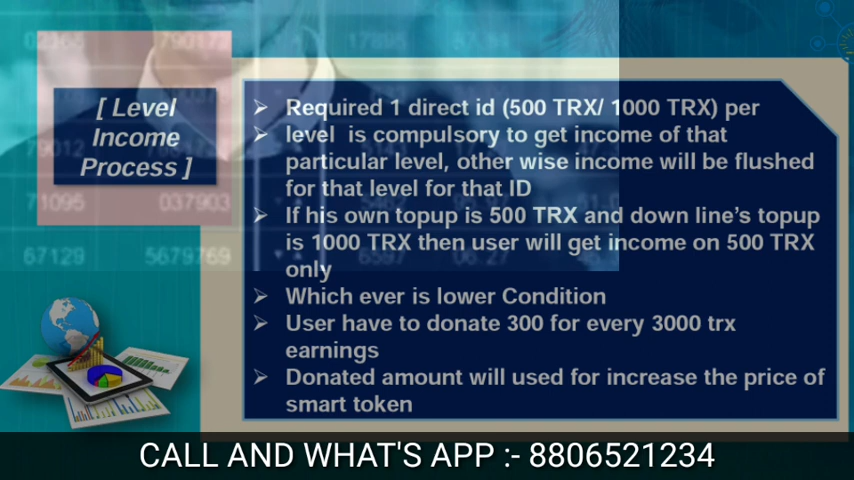 [ Level
Income
Process ]
➢ Required 1 direct id (500 TRX/ 1000 TRX) per
➢ level is compulsory to get income of that
particular level, other wise income will be flushed
for that level for that ID
➢ If his own topup is 500 TRX and down line's topup
is 1000 TRX then user will get income on 500 TRX
only
➢ Which ever is lower Condition
➢ User have to donate 300 for every 3000 trx
earnings
➢ Donated amount will used for increase the price of
smart token
71095 037903
67129 5679769
CALL AND WHAT'S APP :- 8806521234